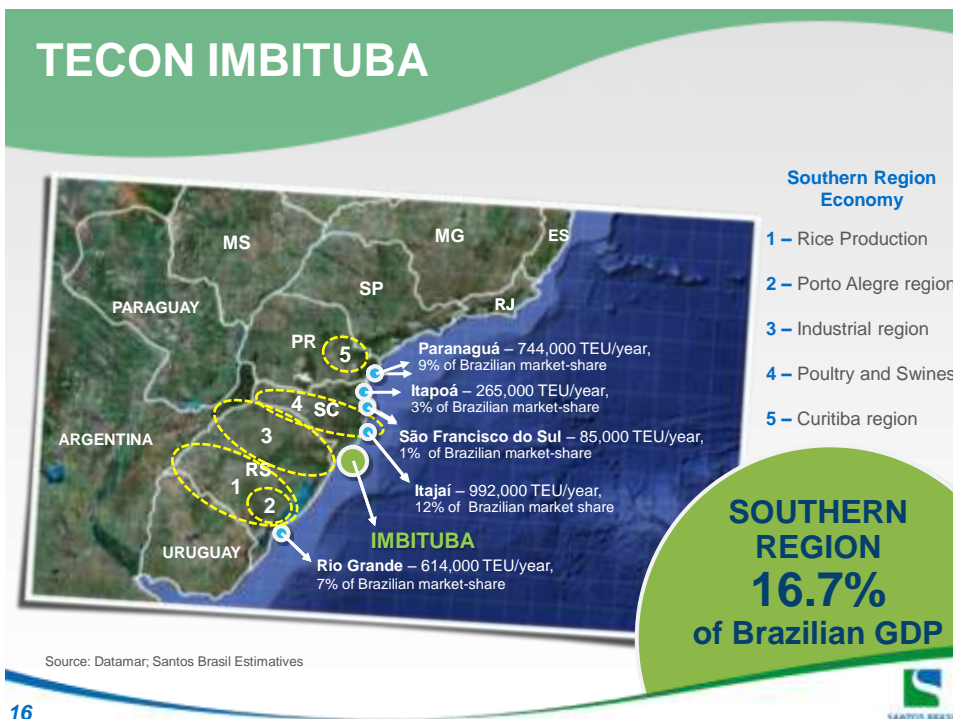 TECON IMBITUBA
Southern Region
Economy
1 – Rice Production
2 – Porto Alegre region
3 – Industrial region
4 – Poultry and Swines
5 – Curitiba region
MS
MG
ES
SP
RJ
PARAGUAY
PR
5
Paranaguá – 744,000 TEU/year,
9% of Brazilian market-share
Itapoá – 265,000 TEU/year,
3% of Brazilian market-share
4
SC
São Francisco do Sul – 85,000 TEU/year,
1% of Brazilian market-share
ARGENTINA
3
RS
1
2
Itajaí – 992,000 TEU/year,
12% of Brazilian market share
IMBITUBA
URUGUAY
Rio Grande – 614,000 TEU/year,
7% of Brazilian market-share
SOUTHERN
REGION
16.7%
of Brazilian GDP
Source: Datamar; Santos Brasil Estimatives
16
SANTOS BRASIL